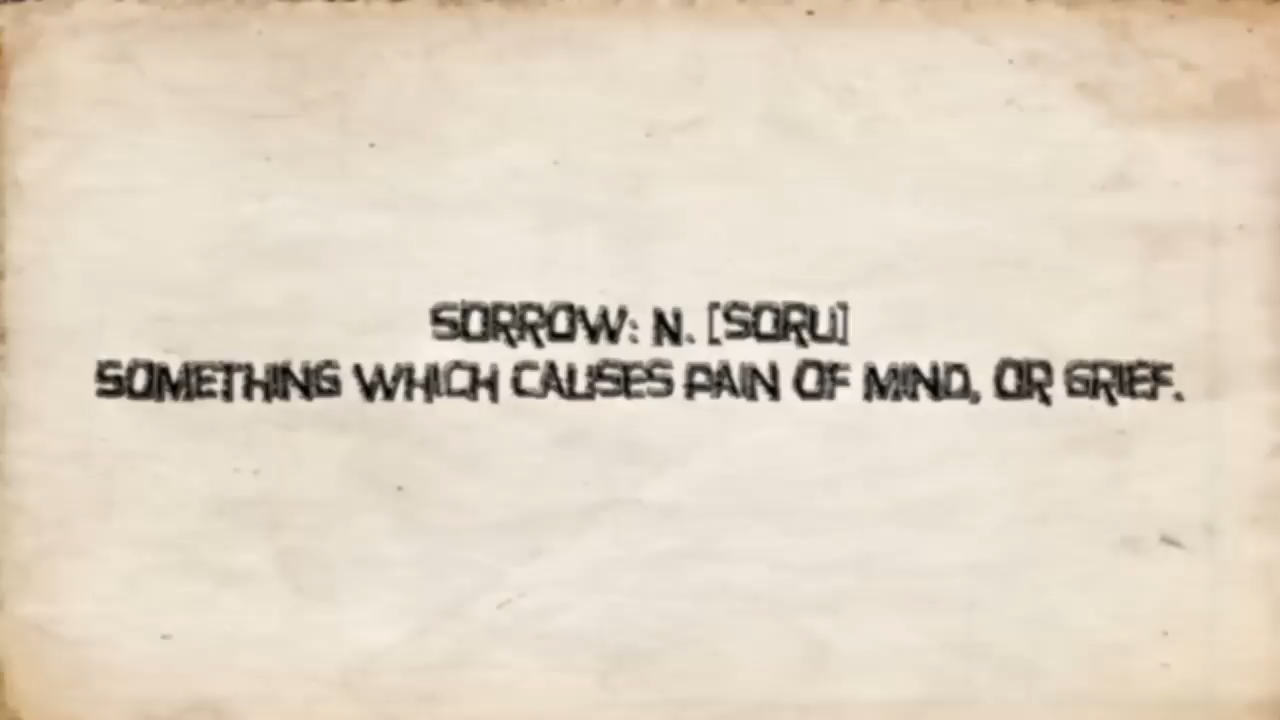 SORROW: N. [SORU]
SOMETHING WHICH CAUSES PAIN OF MIND, OR GRIEF.